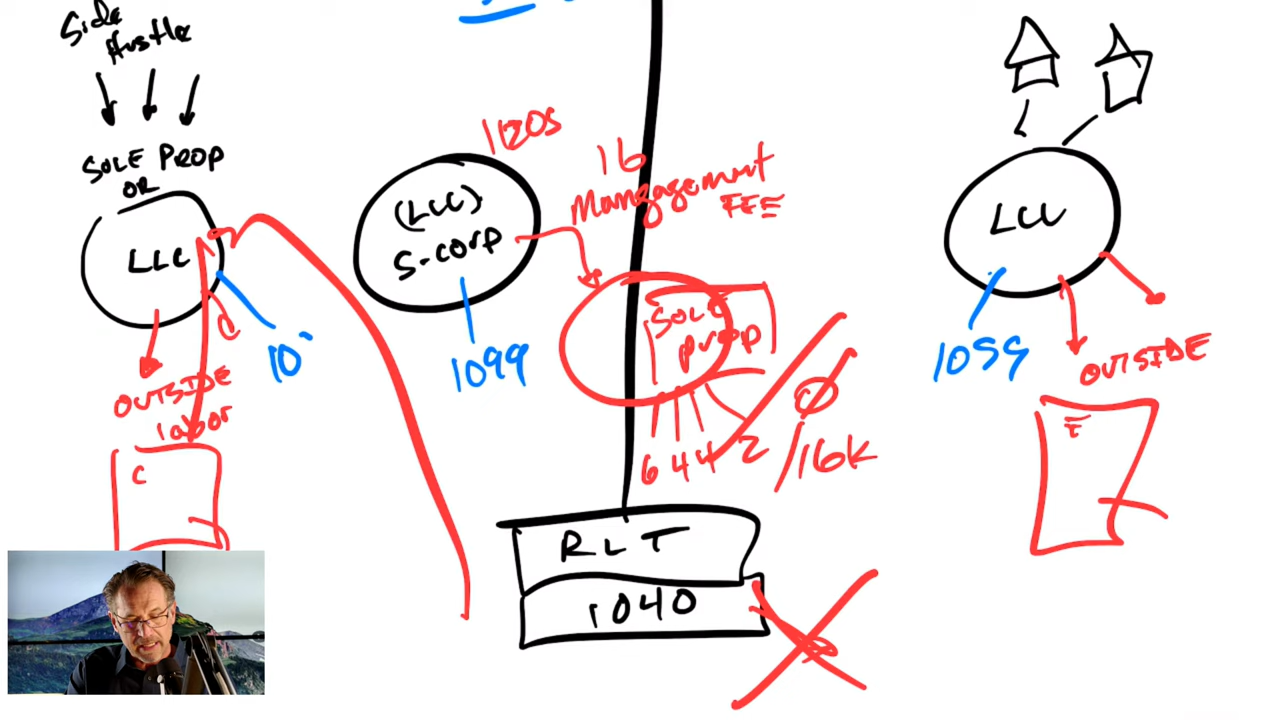 Side
Hustle
SOLE PROP
OR
LLC
OUTSIDE
labor
C
C
10
1120S
(LLC)
S-corp
1099
16
Mangagement
FEE
SOLE
prop
6 4 4 2
Ø
/16K
RLT
1040
LLC
1099
OUTSIDE
E